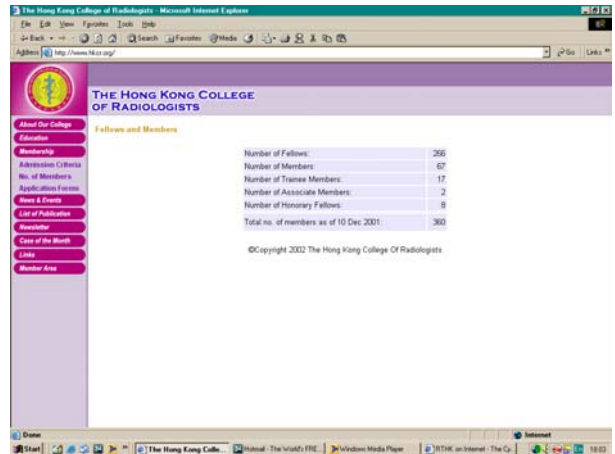 The Hong Kong College of Radiologists - Microsoft Internet Explorer
File Edit View Favorites Tools Help
Back Search Favorites Media
Address http://www.hkcr.org/ Go Links
THE HONG KONG COLLEGE
OF RADIOLOGISTS
About Our College
Education
Membership
Admission Criteria
No. of Members
Application Forms
News & Events
List of Publication
Newsletter
Case of the Month
Links
Member Area
Fellows and Members
Number of Fellows: 266
Number of Members: 67
Number of Trainee Members: 17
Number of Associate Members: 2
Number of Honorary Fellows: 8
Total no. of members as of 10 Dec 2001: 360
©Copyright 2002 The Hong Kong College Of Radiologists
Done Internet
Start The Hong Kong Colle... Hotmail - The World's FRE... Windows Media Player RTHK on Internet - The Cy... 18:03